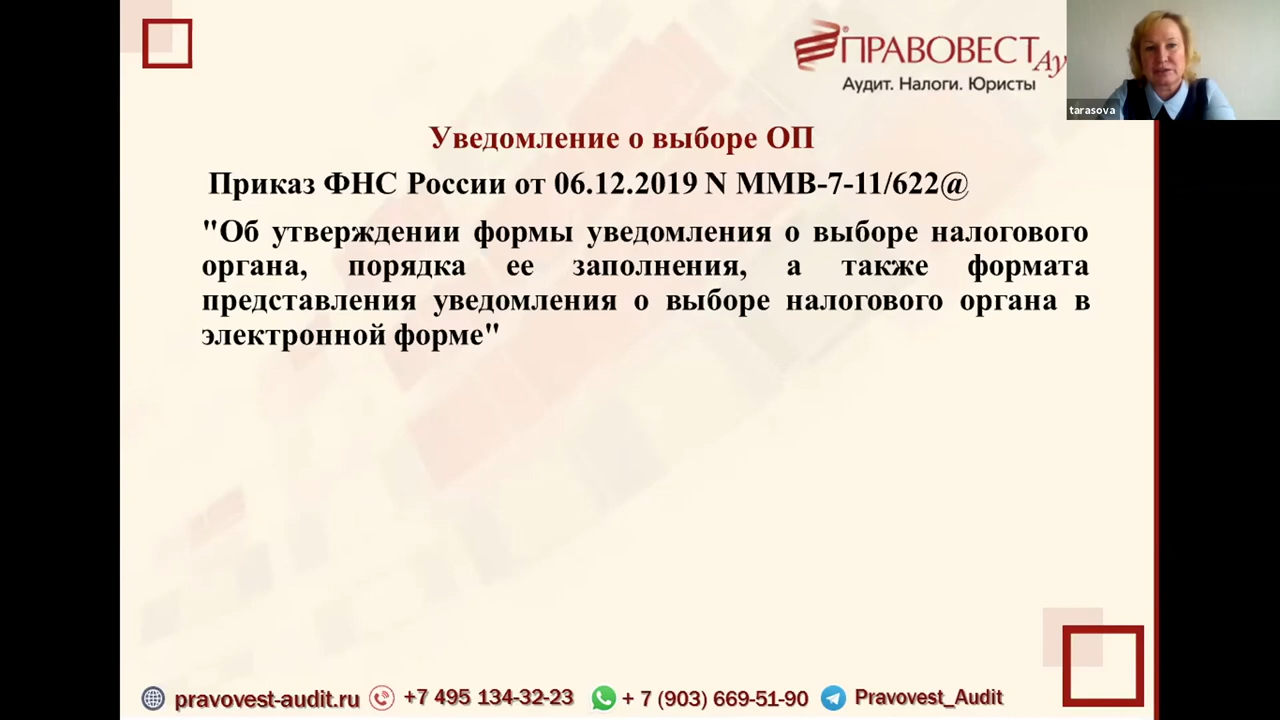 ПРАВОВЕСТ Ау
Аудит. Налоги. Юристы
tarasova
Уведомление о выборе ОП
Приказ ФНС России от 06.12.2019 N ММВ-7-11/622@
"Об утверждении формы уведомления о выборе налогового
органа, порядка ее заполнения, а также формата
представления уведомления о выборе налогового органа в
электронной форме"
pravovest-audit.ru +7 495 134-32-23 + 7 (903) 669-51-90 Pravovest_Audit